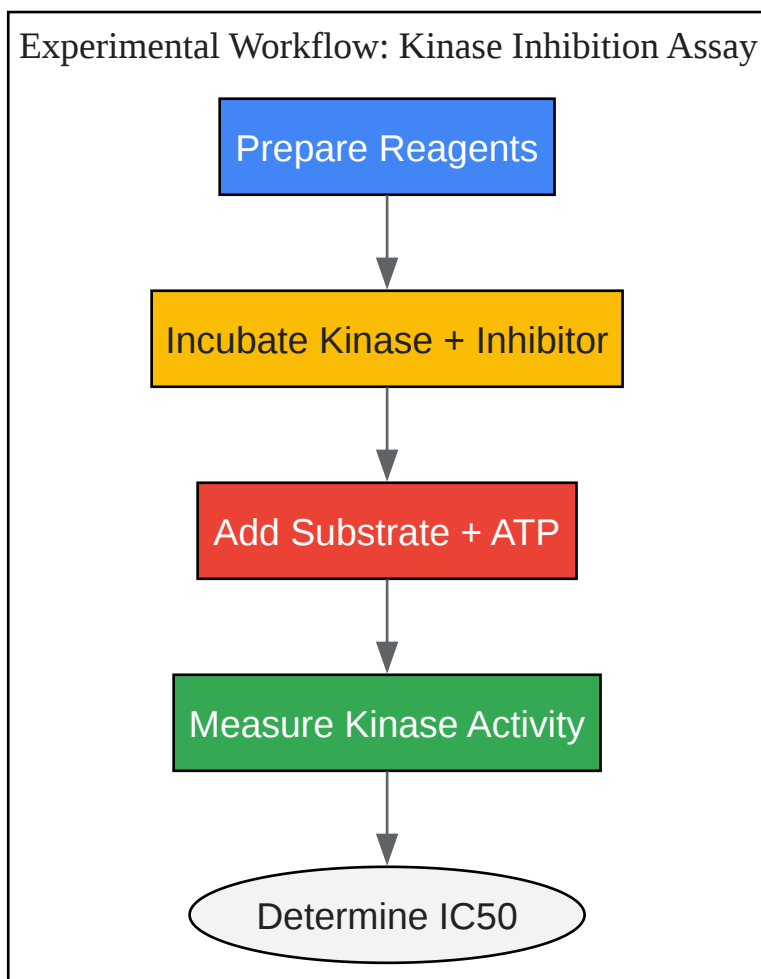 Experimental Workflow: Kinase Inhibition Assay
Prepare Reagents
Incubate Kinase + Inhibitor
Add Substrate + ATP
Measure Kinase Activity
Determine IC50